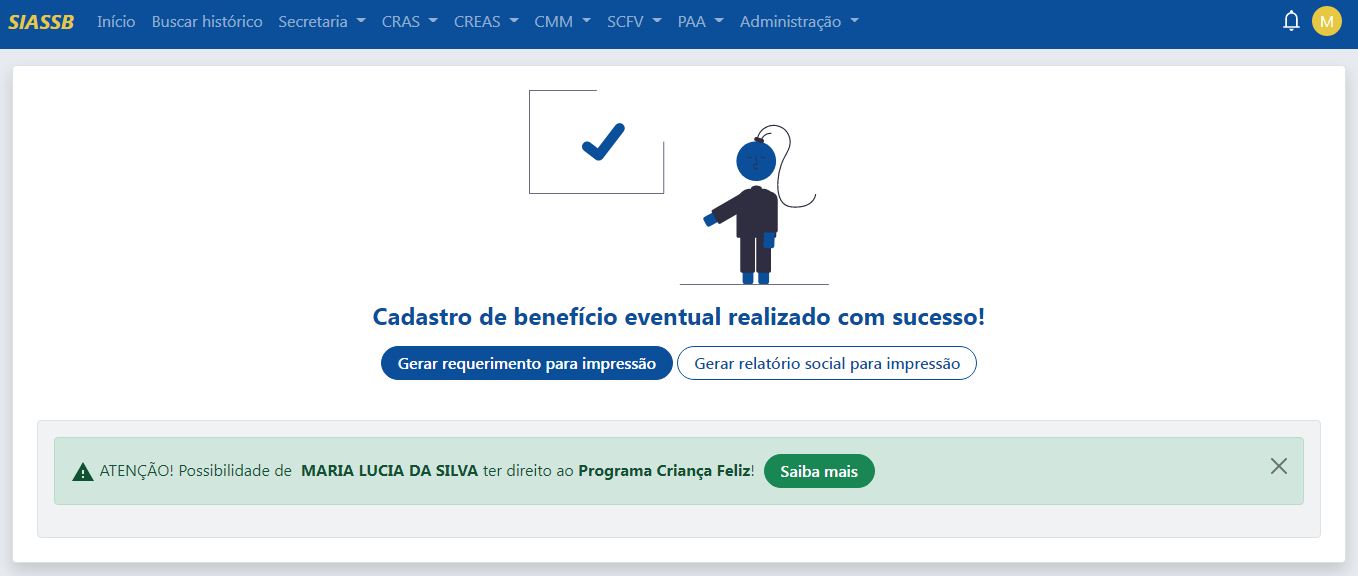 SIASSB Início Buscar histórico Secretaria CRAS CREAS CMM SCFV PAA Administração M
Cadastro de benefício eventual realizado com sucesso!
Gerar requerimento para impressão Gerar relatório social para impressão
ATENÇÃO! Possibilidade de MARIA LUCIA DA SILVA ter direito ao Programa Criança Feliz! Saiba mais